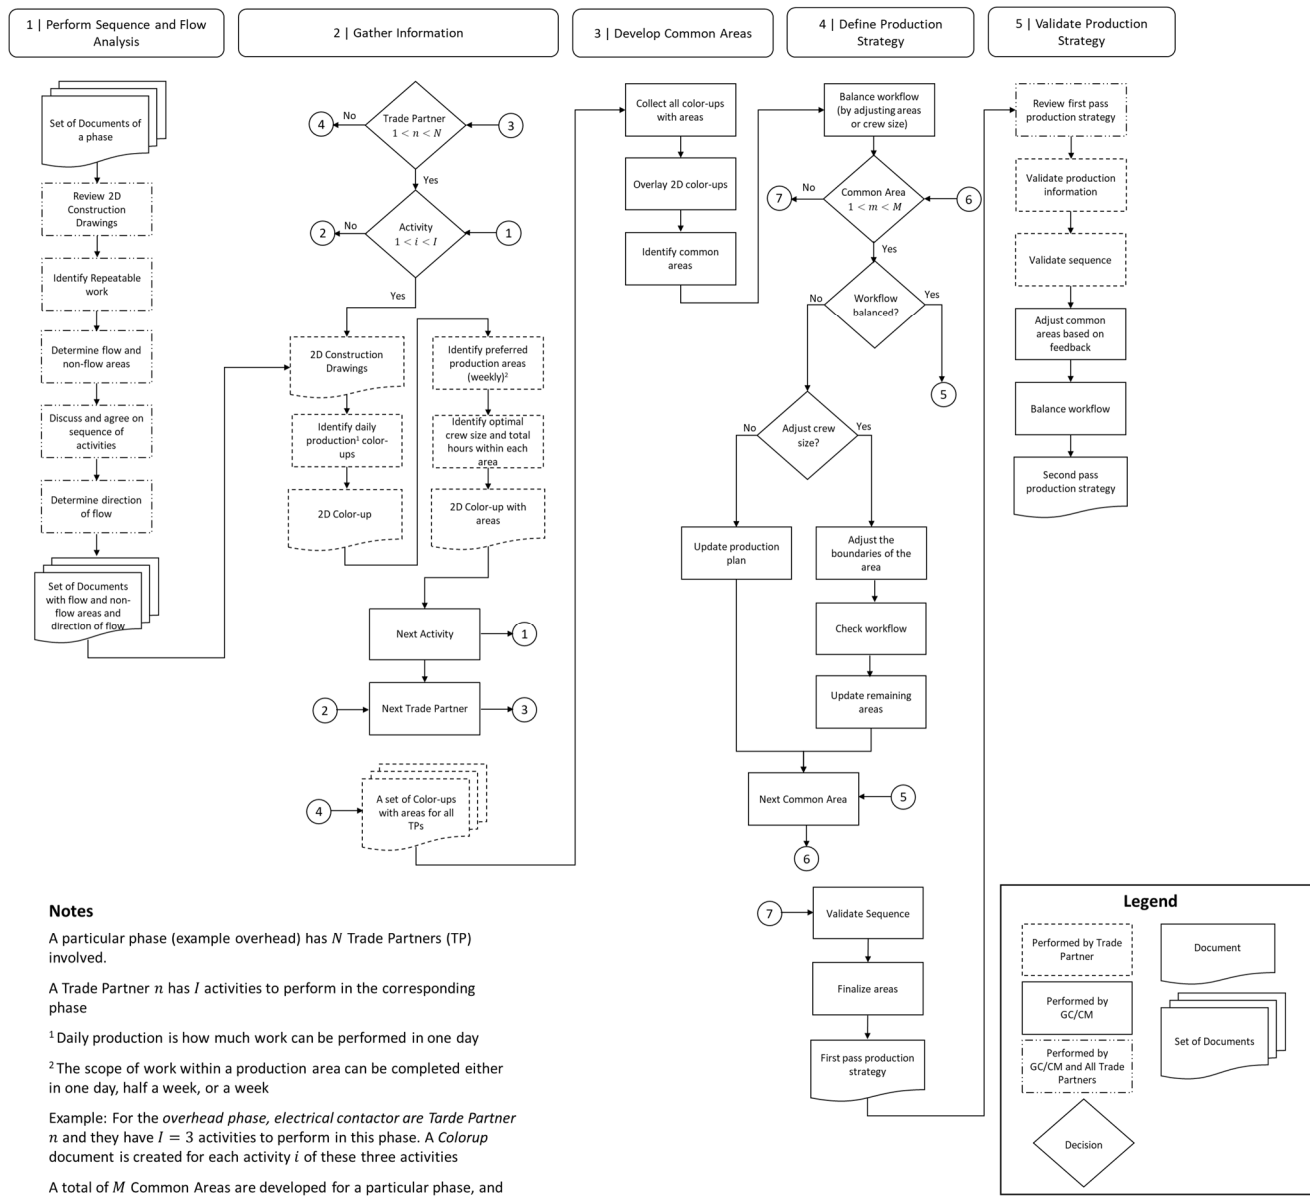 1 | Perform Sequence and Flow
Analysis
2 | Gather Information
3 | Develop Common Areas
4 | Define Production
Strategy
5 | Validate Production
Strategy
Set of Documents of
a phase
Review 2D
Construction
Drawings
Identify Repeatable
work
Determine flow and
non-flow areas
Discuss and agree on
sequence of
activities
Determine direction
of flow
Set of Documents
with flow and non-
flow areas and
direction of flow
Trade Partner
1 < n < N
4
No
3
Yes
Activity
1 < i < I
2
No
1
Yes
2D Construction
Drawings
Identify daily
production¹ color-
ups
2D Color-up
Identify preferred
production areas
(weekly)²
Identify optimal
crew size and total
hours within each
area
2D Color-up with
areas
Next Activity
1
2
Next Trade Partner
3
4
A set of Color-ups
with areas for all
TPs
Collect all color-ups
with areas
Overlay 2D color-ups
Identify common
areas
Balance workflow
(by adjusting areas
or crew size)
7
No
Common Area
1 < m < M
6
Yes
No
Workflow
balanced?
Yes
5
No
Adjust crew
size?
Yes
Update production
plan
Adjust the
boundaries of the
area
Check workflow
Update remaining
areas
Next Common Area
5
6
7
Validate Sequence
Finalize areas
First pass production
strategy
Review first pass
production strategy
Validate production
information
Validate sequence
Adjust common
areas based on
feedback
Balance workflow
Second pass
production strategy
Notes
A particular phase (example overhead) has N Trade Partners (TP)
involved.
A Trade Partner n has I activities to perform in the corresponding
phase
¹ Daily production is how much work can be performed in one day
² The scope of work within a production area can be completed either
in one day, half a week, or a week
Example: For the overhead phase, electrical contactor are Tarde Partner
n and they have I = 3 activities to perform in this phase. A Colorup
document is created for each activity i of these three activities
A total of M Common Areas are developed for a particular phase, and
Legend
Performed by Trade
Partner
Document
Performed by
GC/CM
Set of Documents
Performed by
GC/CM and All Trade
Partners
Decision